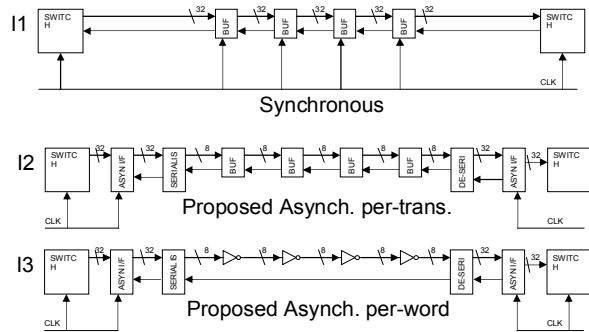 I1
SWITC
H
32
BUF
32
BUF
32
BUF
32
BUF
32
SWITC
H
CLK
Synchronous
I2
SWITC
H
32
ASYN I/F
32
SERIALIS
8
BUF
8
BUF
8
BUF
8
BUF
8
DE-SERI
32
ASYN I/F
32
SWITC
H
CLK
CLK
Proposed Asynch. per-trans.
I3
SWITC
H
32
ASYN I/F
32
SERIALIS
8
8
8
8
8
DE-SERI
32
ASYN I/F
32
SWITC
H
CLK
CLK
Proposed Asynch. per-word